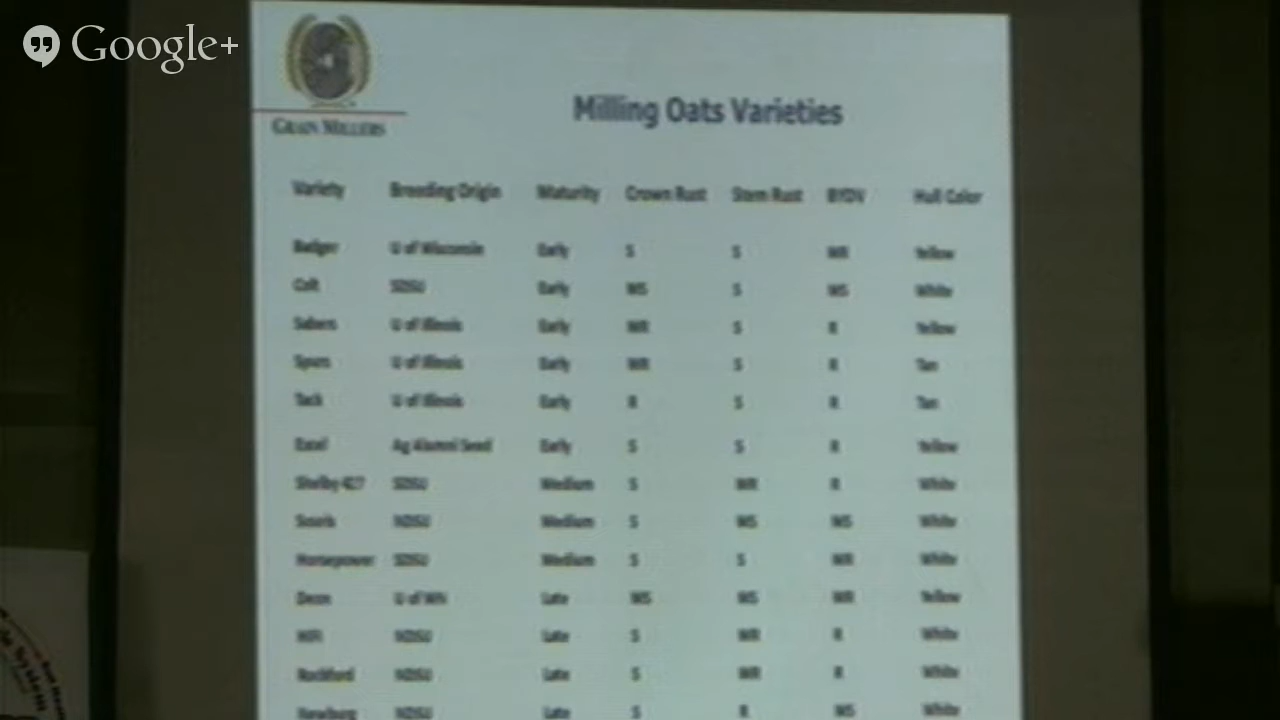 Google+
GRAIN MILLERS
Milling Oats Varieties
Variety Breeding Origin Maturity Crown Rust Stem Rust BYDV Hull Color
Badger U of Wisconsin Early S S MR Yellow
Colt SDSU Early MS S MS White
Sabers U of Illinois Early MR S R Yellow
Spurs U of Illinois Early MR S R Tan
Tack U of Illinois Early R S R Tan
Excel Ag Alumni Seed Early S S R Yellow
Shelby 427 SDSU Medium S MR R White
Souris NDSU Medium S MS MS White
Horsepower SDSU Medium S S MR White
Deon U of MN Late MS MS MR Yellow
HiFi NDSU Late S MR R White
Rockford NDSU Late S MR R White
Newburg NDSU Late S R MS White
System